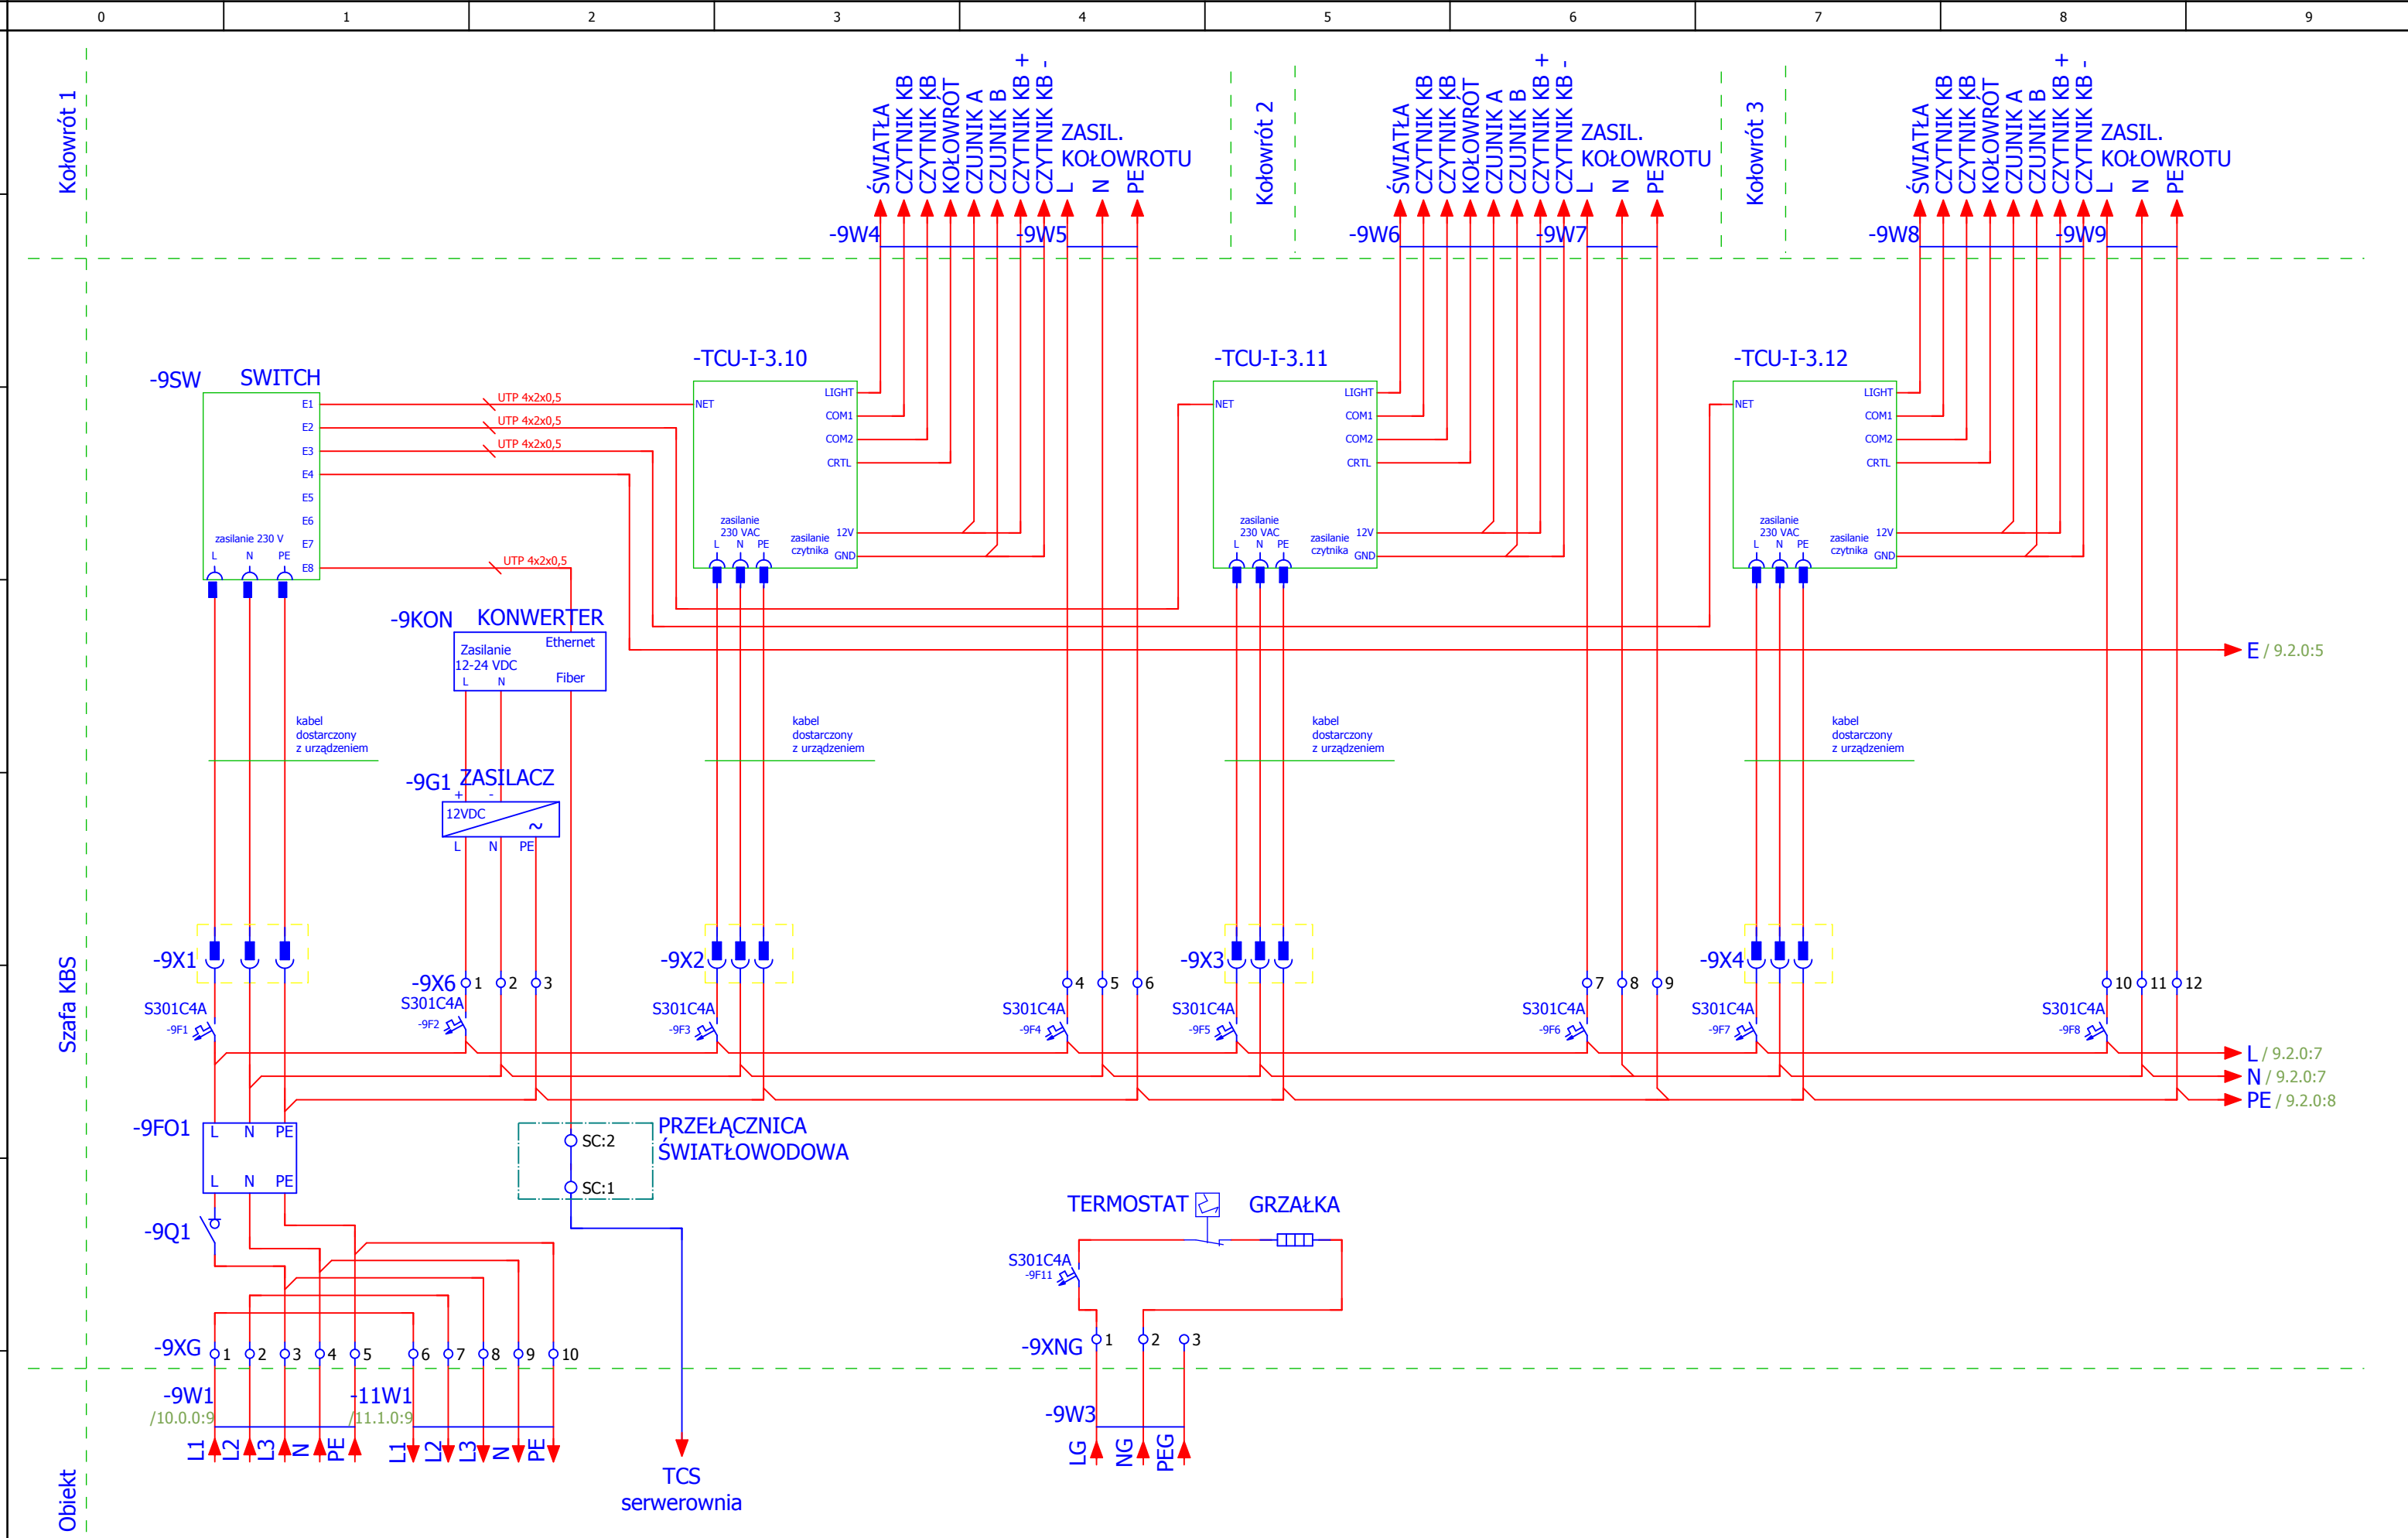 0 1 2 3 4 5 6 7 8 9
Kołowrót 1
ŚWIATŁA
CZYTNIK KB
CZYTNIK KB
KOŁOWRÓT
CZUJNIK A
CZUJNIK B
CZYTNIK KB +
CZYTNIK KB -
ZASIL.
KOŁOWROTU
L
N
PE
-9W4
-9W5
Kołowrót 2
ŚWIATŁA
CZYTNIK KB
CZYTNIK KB
KOŁOWRÓT
CZUJNIK A
CZUJNIK B
CZYTNIK KB +
CZYTNIK KB -
ZASIL.
KOŁOWROTU
L
N
PE
-9W6
-9W7
Kołowrót 3
ŚWIATŁA
CZYTNIK KB
CZYTNIK KB
KOŁOWRÓT
CZUJNIK A
CZUJNIK B
CZYTNIK KB +
CZYTNIK KB -
ZASIL.
KOŁOWROTU
L
N
PE
-9W8
-9W9
-9SW
SWITCH
E1
E2
E3
E4
E5
E6
E7
E8
zasilanie 230 V
L N PE
UTP 4x2x0,5
UTP 4x2x0,5
UTP 4x2x0,5
UTP 4x2x0,5
-TCU-I-3.10
NET
LIGHT
COM1
COM2
CRTL
12V
GND
zasilanie
230 VAC
L N PE
zasilanie
czytnika
-TCU-I-3.11
NET
LIGHT
COM1
COM2
CRTL
12V
GND
zasilanie
230 VAC
L N PE
zasilanie
czytnika
-TCU-I-3.12
NET
LIGHT
COM1
COM2
CRTL
12V
GND
zasilanie
230 VAC
L N PE
zasilanie
czytnika
-9KON
KONWERTER
Ethernet
Zasilanie
12-24 VDC
L N
Fiber
E / 9.2.0:5
kabel
dostarczony
z urządzeniem
kabel
dostarczony
z urządzeniem
kabel
dostarczony
z urządzeniem
kabel
dostarczony
z urządzeniem
-9G1
ZASILACZ
+ -
12VDC
~
L N PE
Szafa KBS
-9X1
-9X6
1 2 3
-9X2
4 5 6
-9X3
7 8 9
-9X4
10 11 12
S301C4A
-9F1
S301C4A
-9F2
S301C4A
-9F3
S301C4A
-9F4
S301C4A
-9F5
S301C4A
-9F6
S301C4A
-9F7
S301C4A
-9F8
L / 9.2.0:7
N / 9.2.0:7
PE / 9.2.0:8
-9FO1
L N PE
L N PE
SC:2
SC:1
PRZEŁĄCZNICA
ŚWIATŁOWODOWA
-9Q1
TERMOSTAT
GRZAŁKA
S301C4A
-9F11
-9XG
1 2 3 4 5 6 7 8 9 10
-9XNG
1 2 3
-9W1
/10.0.0:9
-11W1
/11.1.0:9
-9W3
L1
L2
L3
N
PE
L1
L2
L3
N
PE
LG
NG
PEG
TCS
serwerownia
Obiekt